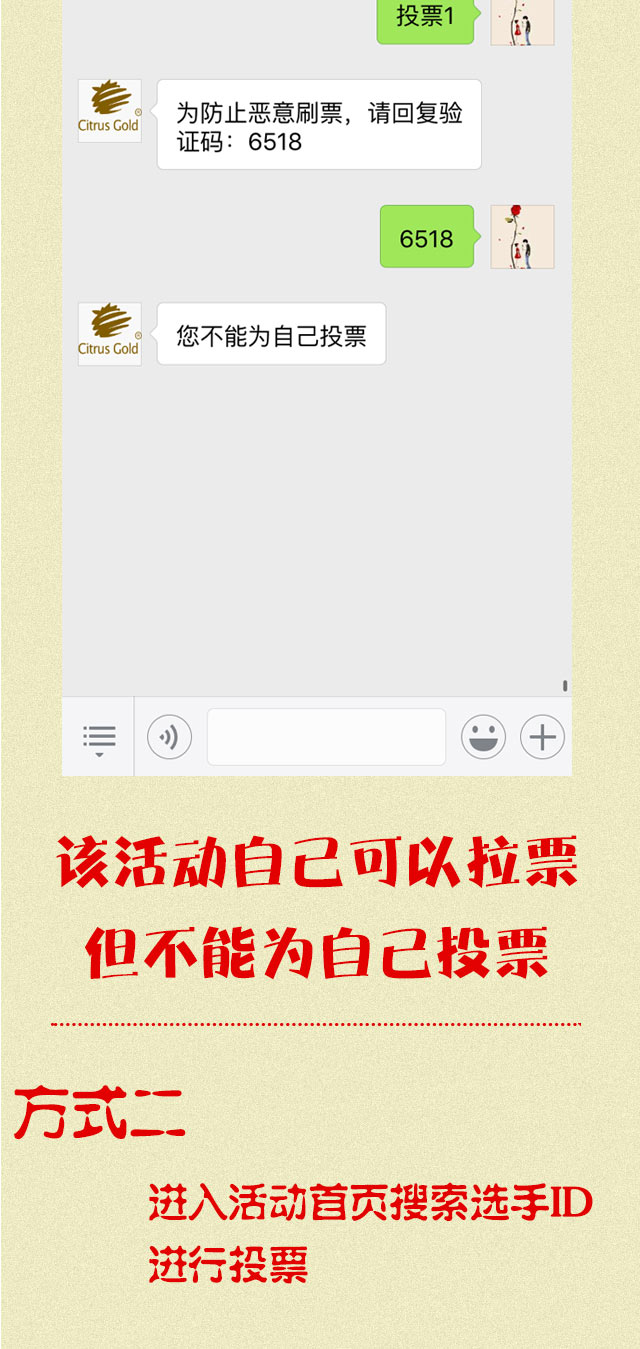 投票1
Citrus Gold
为防止恶意刷票，请回复验
证码：6518
6518
Citrus Gold
您不能为自己投票
该活动自己可以拉票
但不能为自己投票
方式二
进入活动首页搜索选手ID
进行投票